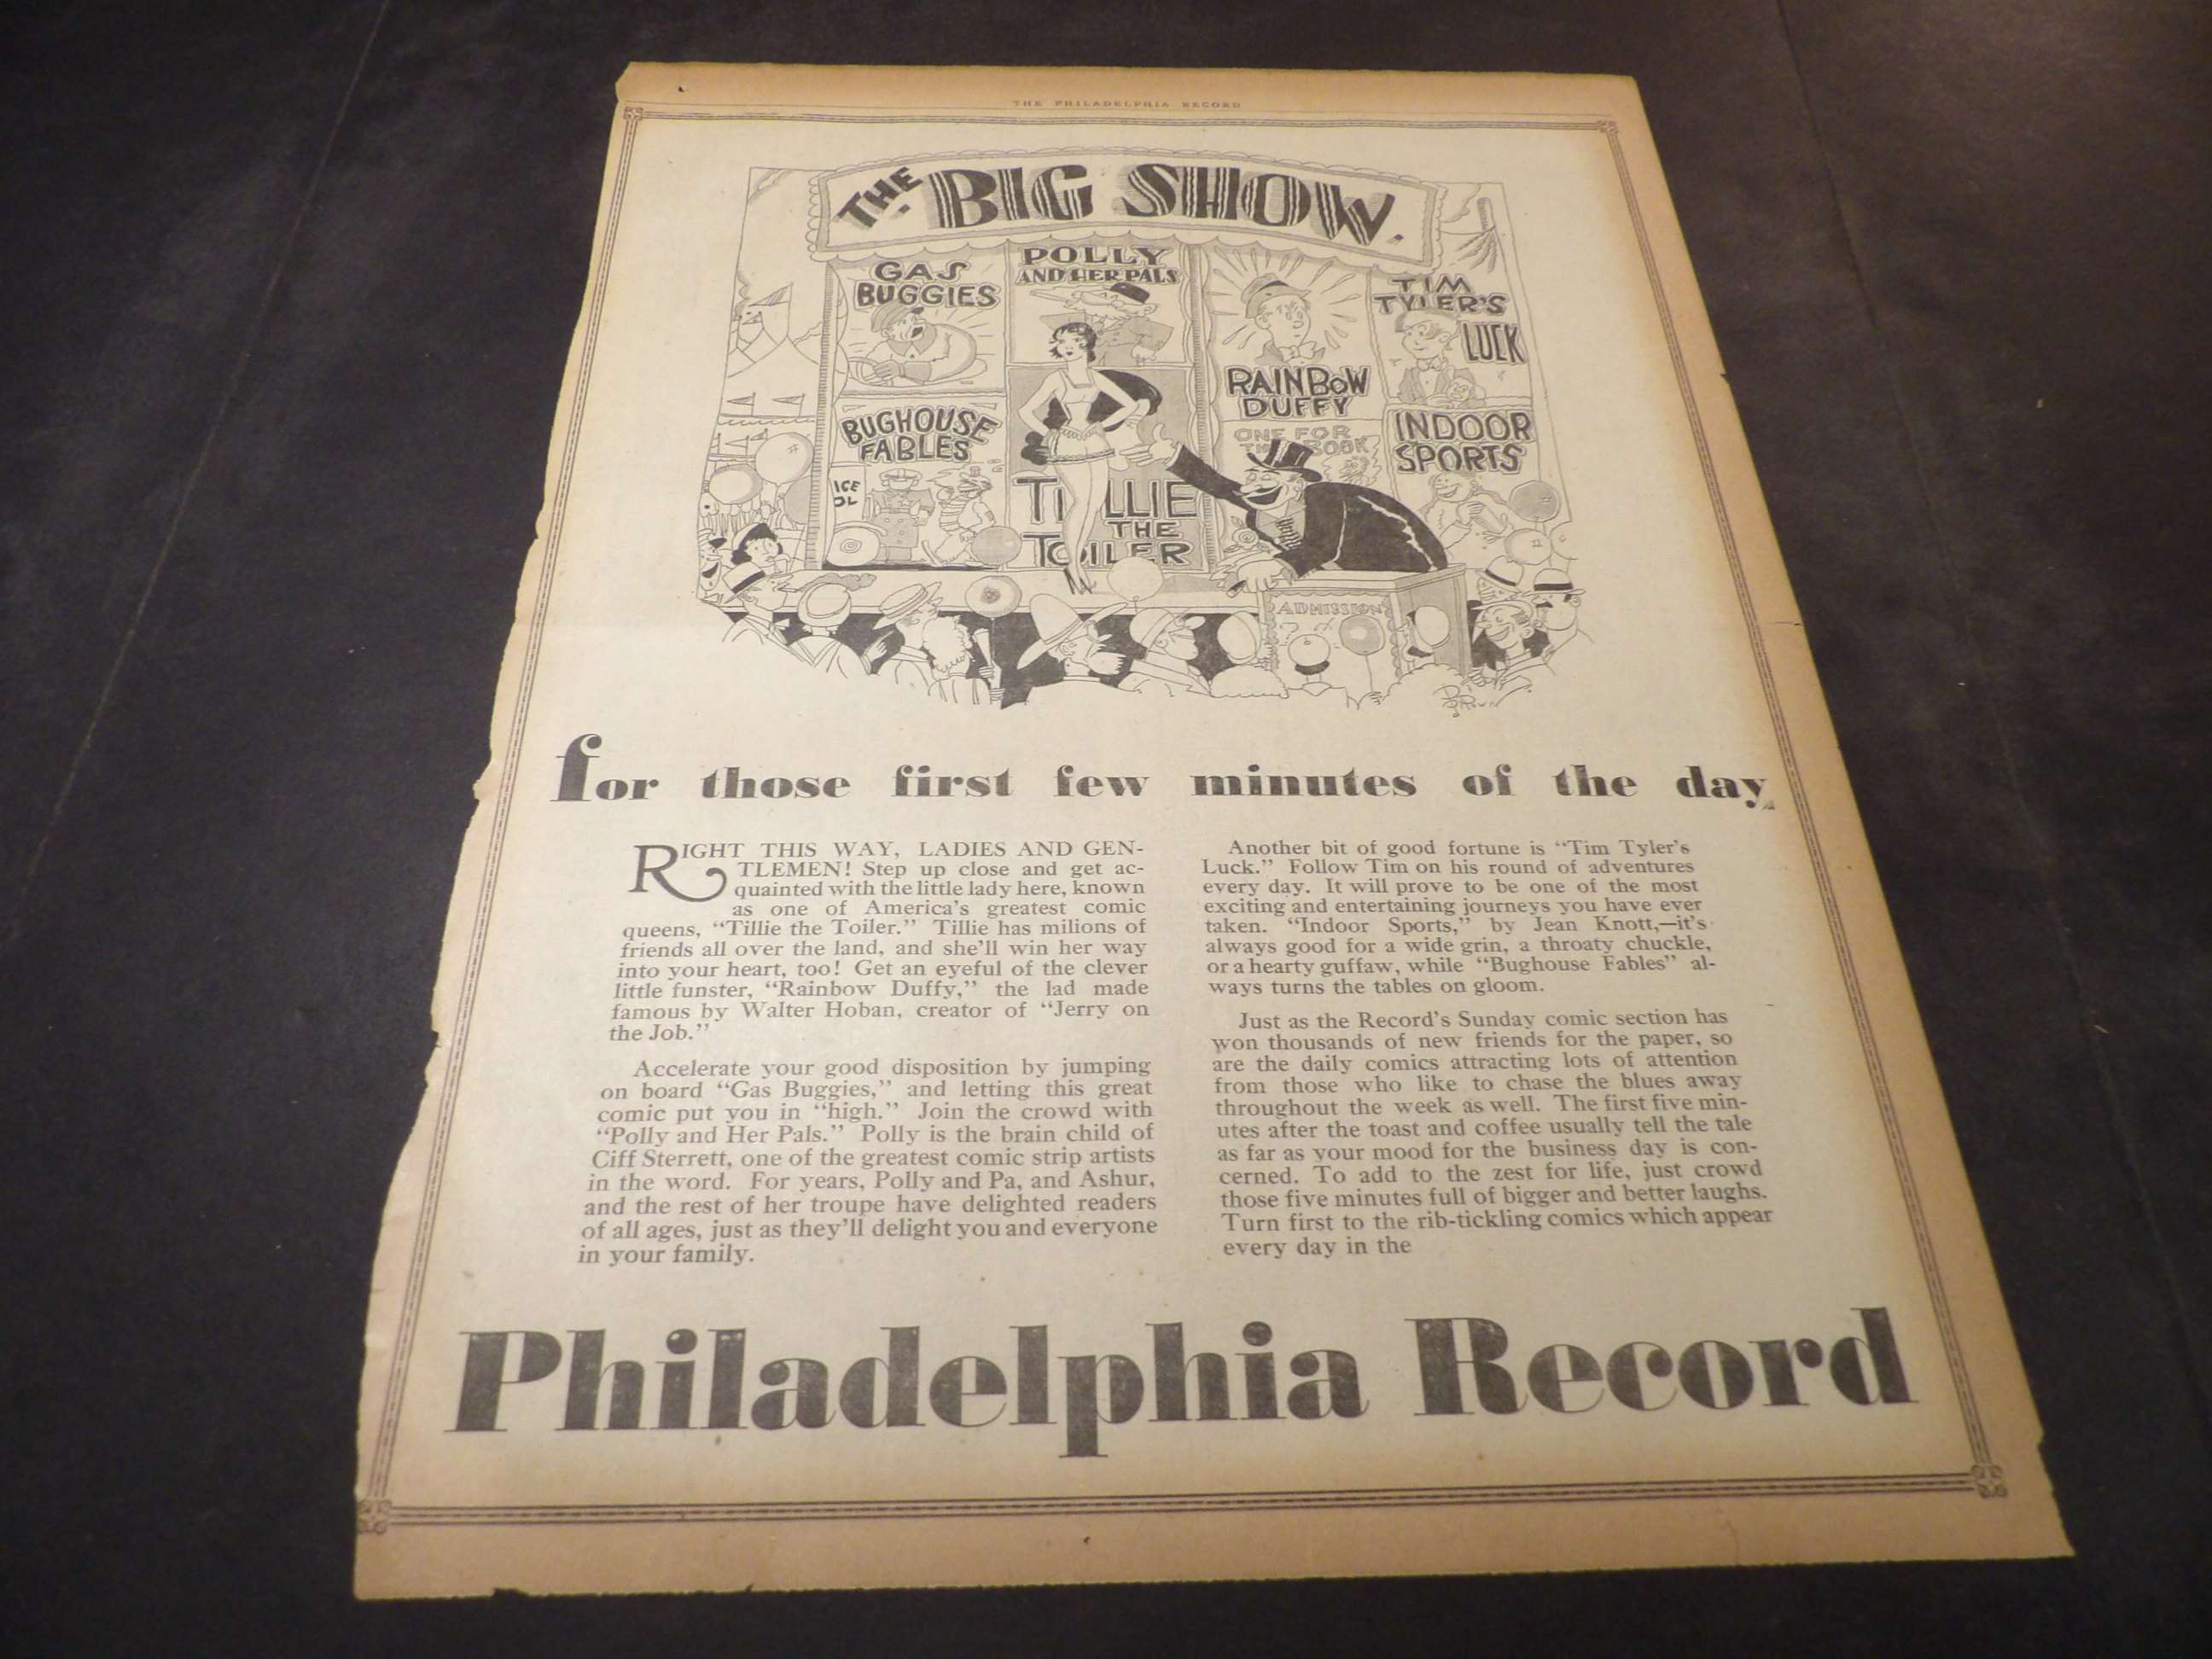 THE PHILADELPHIA RECORD
THE BIG SHOW.
GAS
BUGGIES
POLLY
AND HER PALS
RAINBOW
DUFFY
TIM
TYLER'S
LUCK
BUGHOUSE
FABLES
ICE
OL
TILLIE
THE
TOILER
ONE FOR
THE BOOK
INDOOR
SPORTS
ADMISSION
BROWN
for those first few minutes of the day,
RIGHT THIS WAY, LADIES AND GEN-
TLEMEN! Step up close and get ac-
quainted with the little lady here, known
as one of America's greatest comic
queens, "Tillie the Toiler." Tillie has milions of
friends all over the land, and she'll win her way
into your heart, too! Get an eyeful of the clever
little funster, "Rainbow Duffy," the lad made
famous by Walter Hoban, creator of "Jerry on
the Job."
Accelerate your good disposition by jumping
on board "Gas Buggies," and letting this great
comic put you in "high." Join the crowd with
"Polly and Her Pals." Polly is the brain child of
Ciff Sterrett, one of the greatest comic strip artists
in the word. For years, Polly and Pa, and Ashur,
and the rest of her troupe have delighted readers
of all ages, just as they'll delight you and everyone
in your family.
Another bit of good fortune is "Tim Tyler's
Luck." Follow Tim on his round of adventures
every day. It will prove to be one of the most
exciting and entertaining journeys you have ever
taken. "Indoor Sports," by Jean Knott,—it's
always good for a wide grin, a throaty chuckle,
or a hearty guffaw, while "Bughouse Fables" al-
ways turns the tables on gloom.
Just as the Record's Sunday comic section has
won thousands of new friends for the paper, so
are the daily comics attracting lots of attention
from those who like to chase the blues away
throughout the week as well. The first five min-
utes after the toast and coffee usually tell the tale
as far as your mood for the business day is con-
cerned. To add to the zest for life, just crowd
those five minutes full of bigger and better laughs.
Turn first to the rib-tickling comics which appear
every day in the
Philadelphia Record